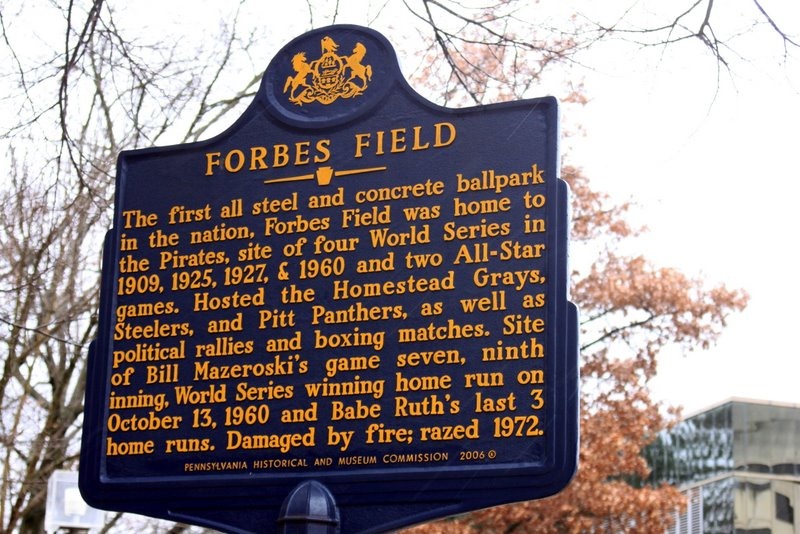 FORBES FIELD
The first all steel and concrete ballpark
in the nation, Forbes Field was home to
the Pirates, site of four World Series in
1909, 1925, 1927, & 1960 and two All-Star
games. Hosted the Homestead Grays,
Steelers, and Pitt Panthers, as well as
political rallies and boxing matches. Site
of Bill Mazeroski's game seven, ninth
inning, World Series winning home run on
October 13, 1960 and Babe Ruth's last 3
home runs. Damaged by fire; razed 1972.
PENNSYLVANIA HISTORICAL AND MUSEUM COMMISSION 2006 ©